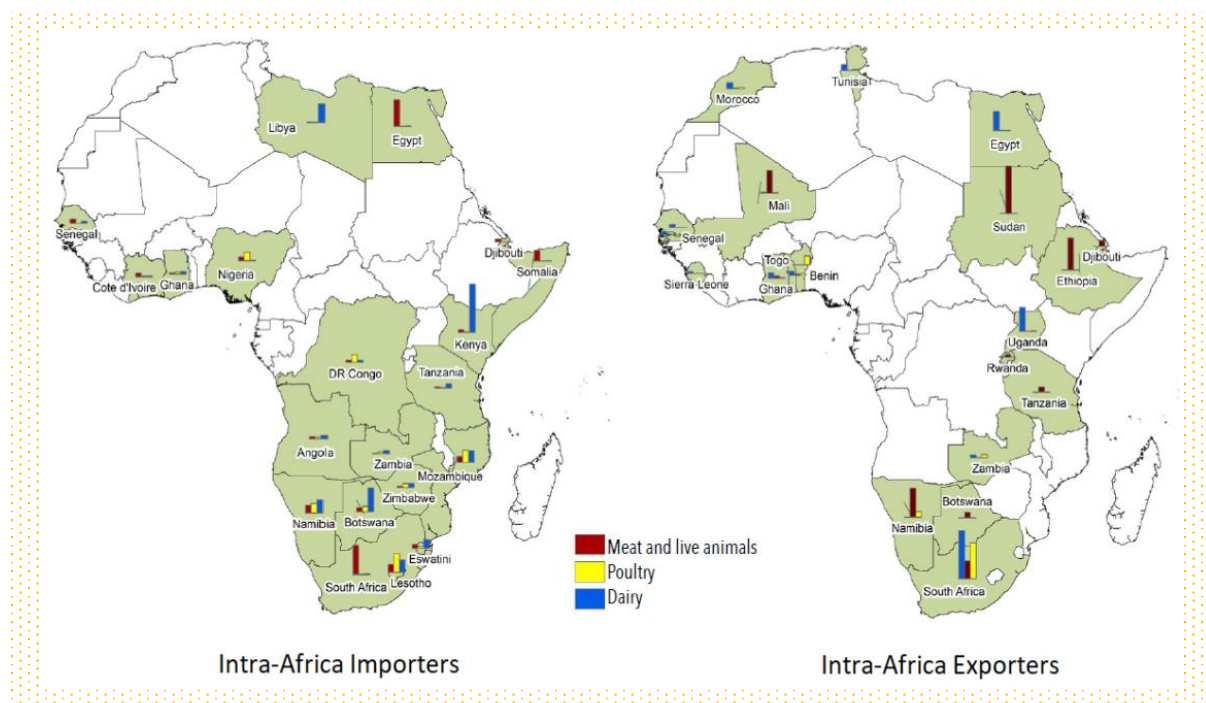 Libya
Egypt
Senegal
Cote d'Ivoire
Ghana
Nigeria
Djibouti
Somalia
Kenya
DR Congo
Tanzania
Angola
Zambia
Mozambique
Zimbabwe
Namibia
Botswana
Eswatini
South Africa
Lesotho
Intra-Africa Importers
Meat and live animals
Poultry
Dairy
Morocco
Tunisia
Egypt
Mali
Sudan
Senegal
Togo
Djibouti
Sierra Leone
Ghana
Benin
Ethiopia
Uganda
Rwanda
Tanzania
Zambia
Botswana
Namibia
South Africa
Intra-Africa Exporters